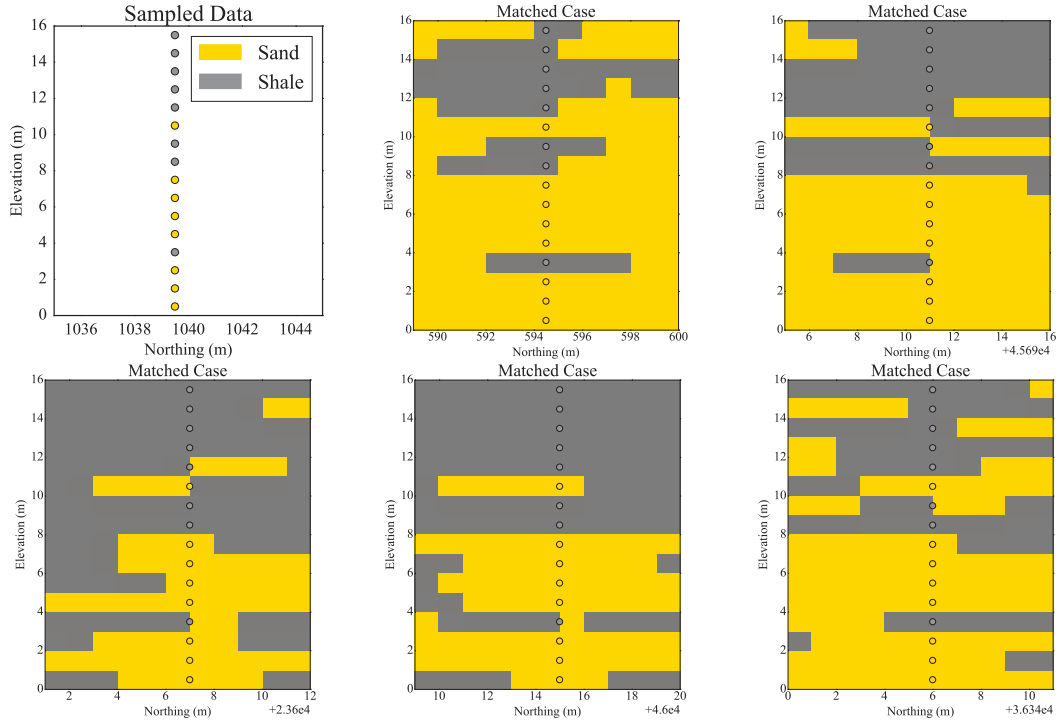 Sampled Data
16
14
12
10
8
6
4
2
0
Elevation (m)
Sand
Shale
1036 1038 1040 1042 1044
Northing (m)
Matched Case
16
14
12
10
8
6
4
2
0
Elevation (m)
590 592 594 596 598 600
Northing (m)
Matched Case
16
14
12
10
8
6
4
2
0
Elevation (m)
6 8 10 12 14 16
Northing (m) +4.569e4
Matched Case
16
14
12
10
8
6
4
2
0
Elevation (m)
2 4 6 8 10 12
Northing (m) +2.36e4
Matched Case
16
14
12
10
8
6
4
2
0
Elevation (m)
10 12 14 16 18 20
Northing (m) +4.6e4
Matched Case
16
14
12
10
8
6
4
2
0
Elevation (m)
0 2 4 6 8 10
Northing (m) +3.634e4